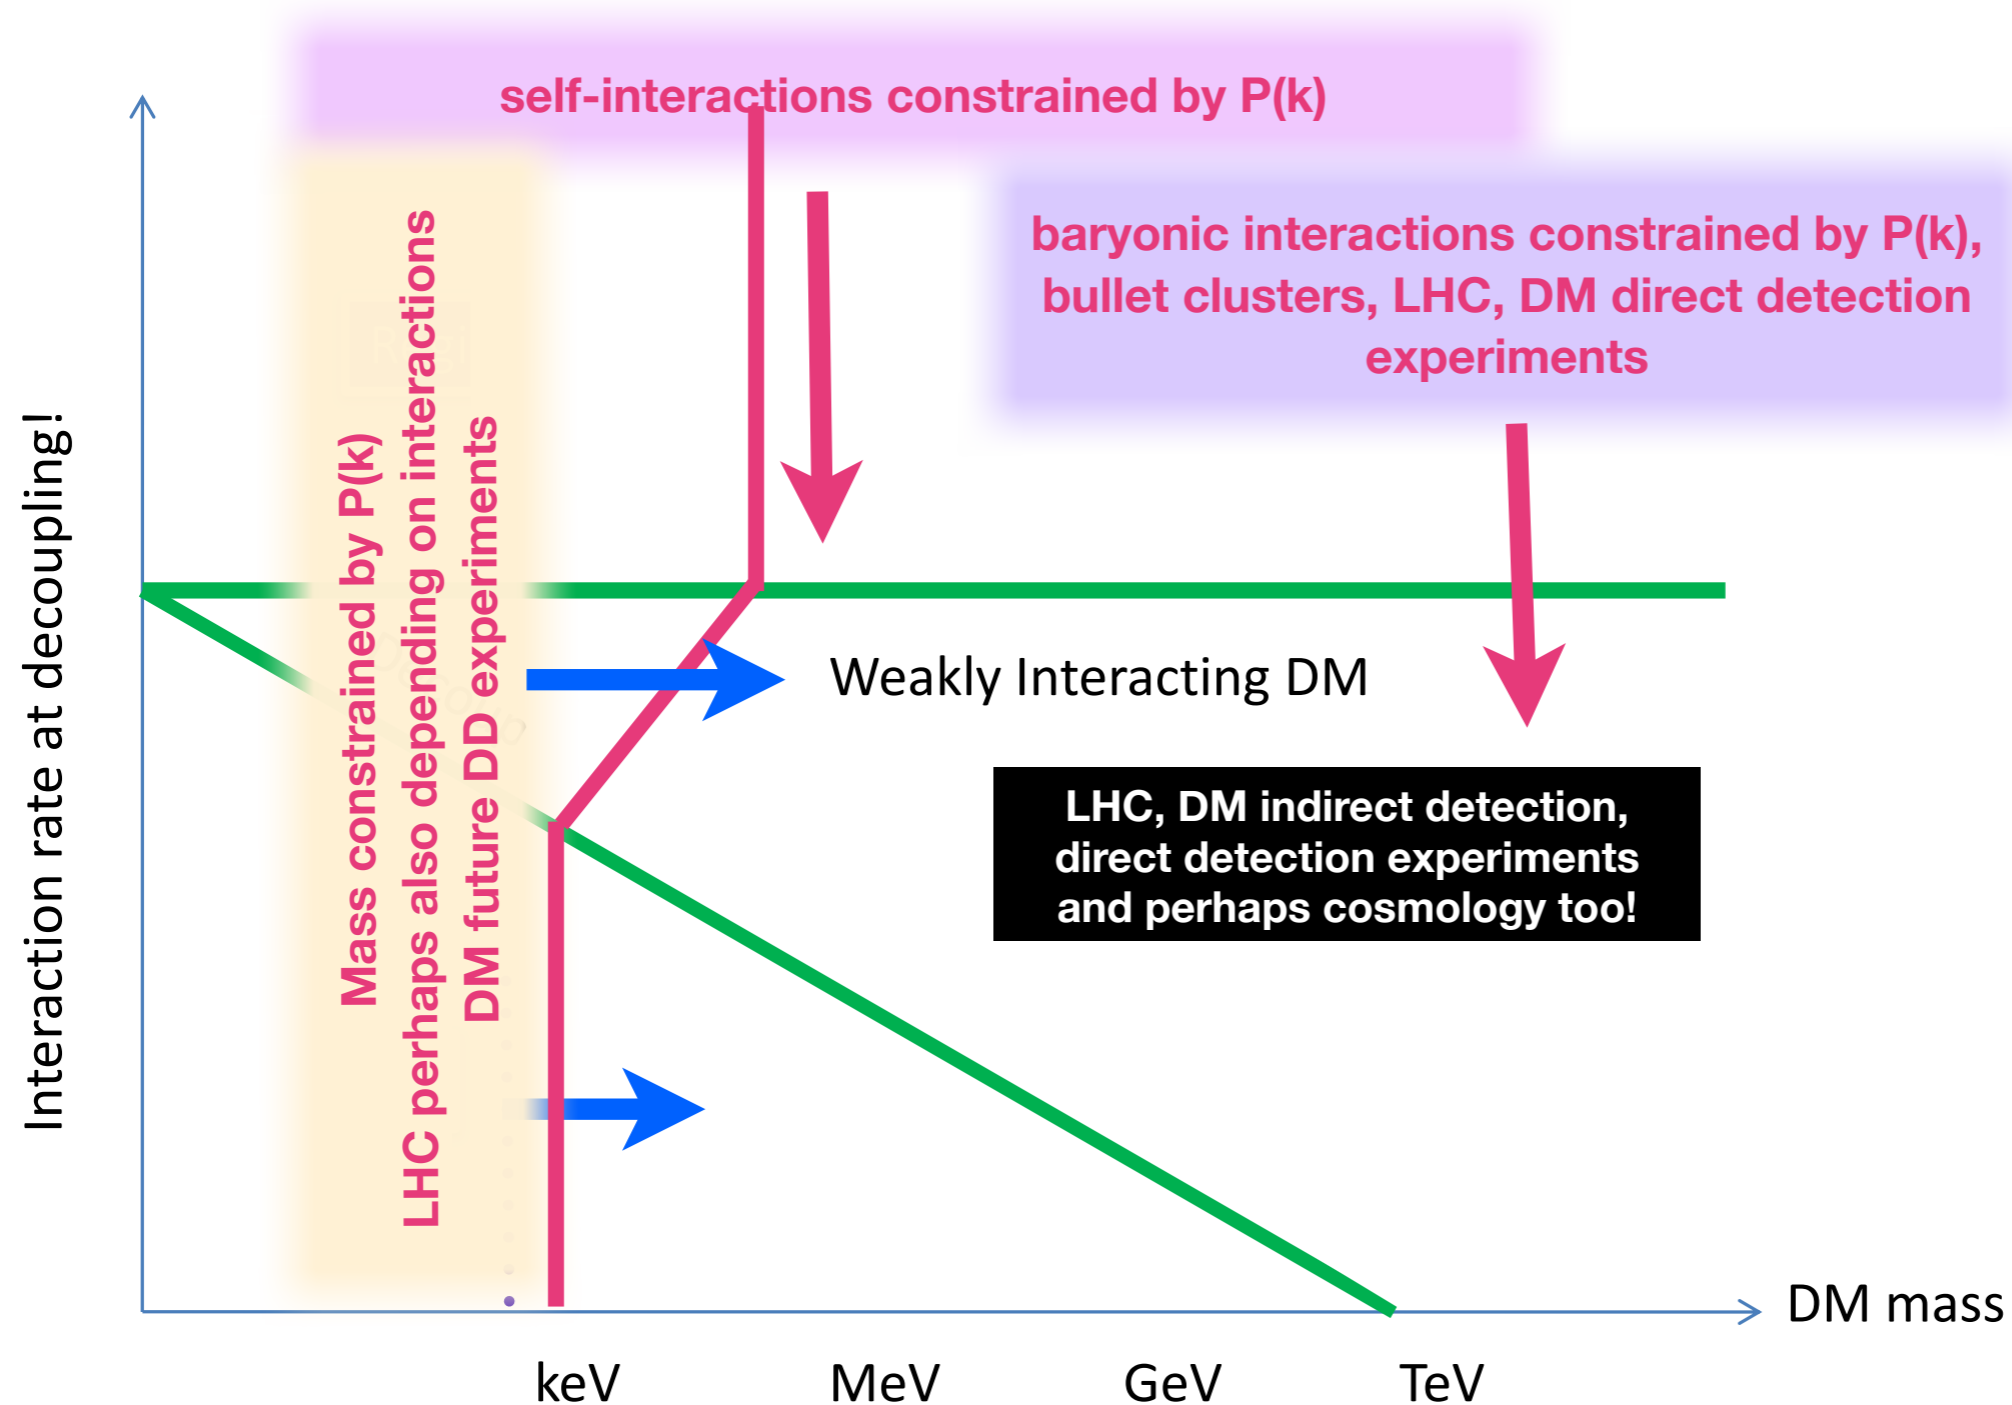 self-interactions constrained by P(k)
baryonic interactions constrained by P(k),
bullet clusters, LHC, DM direct detection
experiments
Interaction rate at decoupling!
Mass constrained by P(k)
LHC perhaps also depending on interactions
DM future DD experiments
Weakly Interacting DM
LHC, DM indirect detection,
direct detection experiments
and perhaps cosmology too!
DM mass
keV
MeV
GeV
TeV